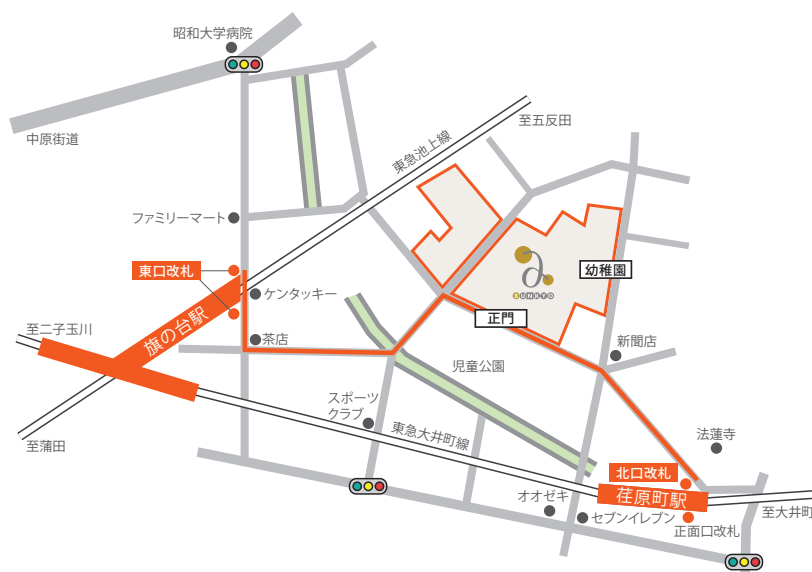 昭和大学病院
中原街道
至五反田
東急池上線
ファミリーマート
東口改札
ケンタッキー
幼稚園
BUNKYO
正門
旗の台駅
至二子玉川
茶店
新聞店
児童公園
スポーツ
クラブ
東急大井町線
至蒲田
法蓮寺
北口改札
荏原町駅
オオゼキ
セブンイレブン
正面口改札
至大井町